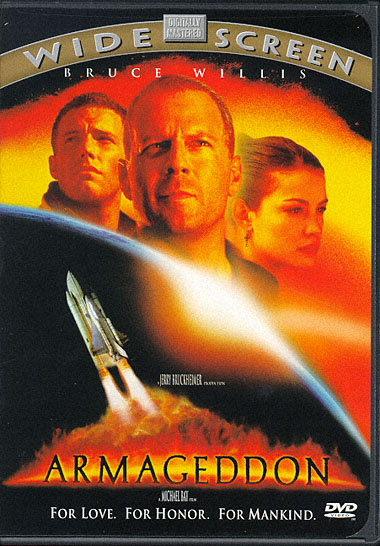 DIGITALLY
MASTERED
WIDE SCREEN
BRUCE WILLIS
A JERRY BRUCKHEIMER PRODUCTION
ARMAGEDDON
A MICHAEL BAY FILM
FOR LOVE. FOR HONOR. FOR MANKIND.
DVD
VIDEO